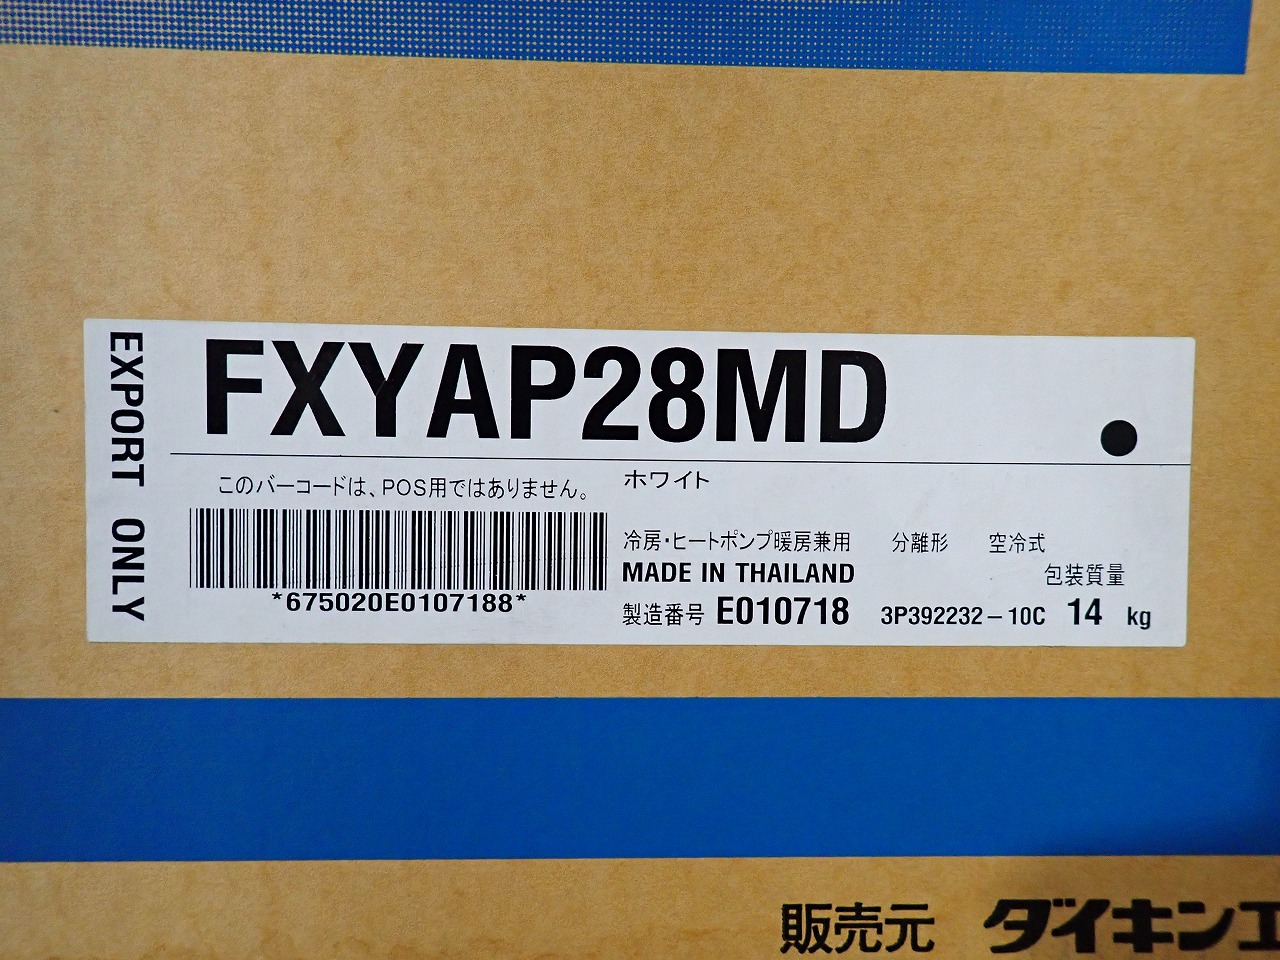 EXPORT ONLY
FXYAP28MD
このバーコードは、POS用ではありません。
ホワイト
*675020E0107188*
冷房・ヒートポンプ暖房兼用 分離形 空冷式
MADE IN THAILAND
包装質量
製造番号 E010718 3P392232-10C 14 kg
販売元 ダイキンエ